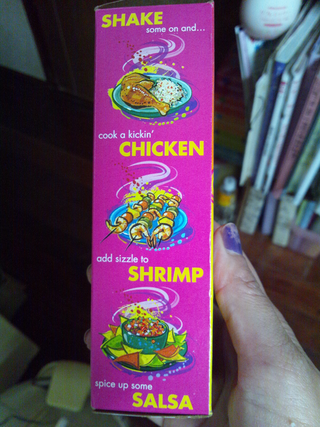 SHAKE
some on and...
cook a kickin'
CHICKEN
add sizzle to
SHRIMP
spice up some
SALSA